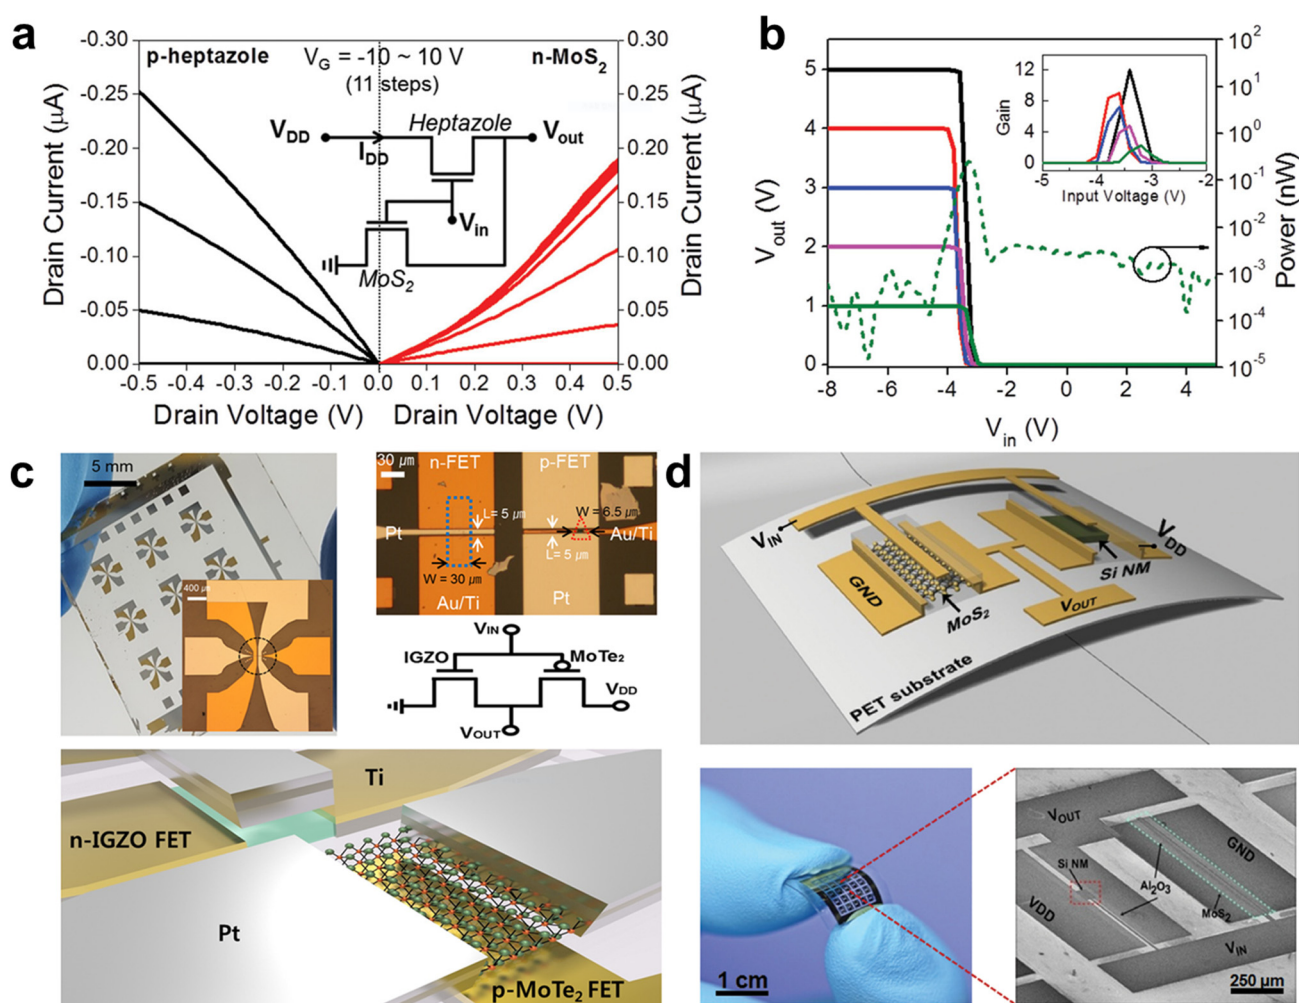 a
p-heptazole
V_G = -10 ~ 10 V
(11 steps)
n-MoS₂
-0.30
-0.25
-0.20
-0.15
-0.10
-0.05
0.00
Drain Current (μA)
0.30
0.25
0.20
0.15
0.10
0.05
0.00
Drain Current (μA)
V_DD
I_DD
Heptazole
V_out
V_in
MoS₂
-0.5 -0.4 -0.3 -0.2 -0.1 0.0 0.1 0.2 0.3 0.4 0.5
Drain Voltage (V) Drain Voltage (V)
b
5
4
3
2
1
0
V_out (V)
10²
10¹
10⁰
10⁻¹
10⁻²
10⁻³
10⁻⁴
10⁻⁵
Power (nW)
12
8
4
0
Gain
-5 -4 -3 -2
Input Voltage (V)
-8 -6 -4 -2 0 2 4
V_in (V)
c
5 mm
400 μm
30 μm
n-FET
p-FET
L= 5 μm
W = 6.5 μm
Pt
Au/Ti
L= 5 μm
W = 30 μm
Au/Ti
Pt
V_IN
IGZO
MoTe₂
V_DD
V_OUT
Ti
n-IGZO FET
Pt
p-MoTe₂ FET
d
V_IN
V_DD
GND
Si NM
MoS₂
V_OUT
PET substrate
1 cm
V_OUT
GND
Si NM
Al₂O₃
MoS₂
VDD
V_IN
250 μm